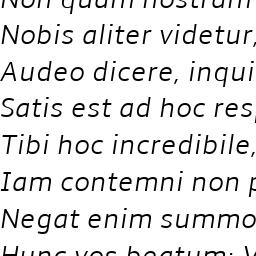 Non quam nostram
Nobis aliter videtur,
Audeo dicere, inqui
Satis est ad hoc res
Tibi hoc incredibile,
Iam contemni non p
Negat enim summo
Hunc vos beatum; V